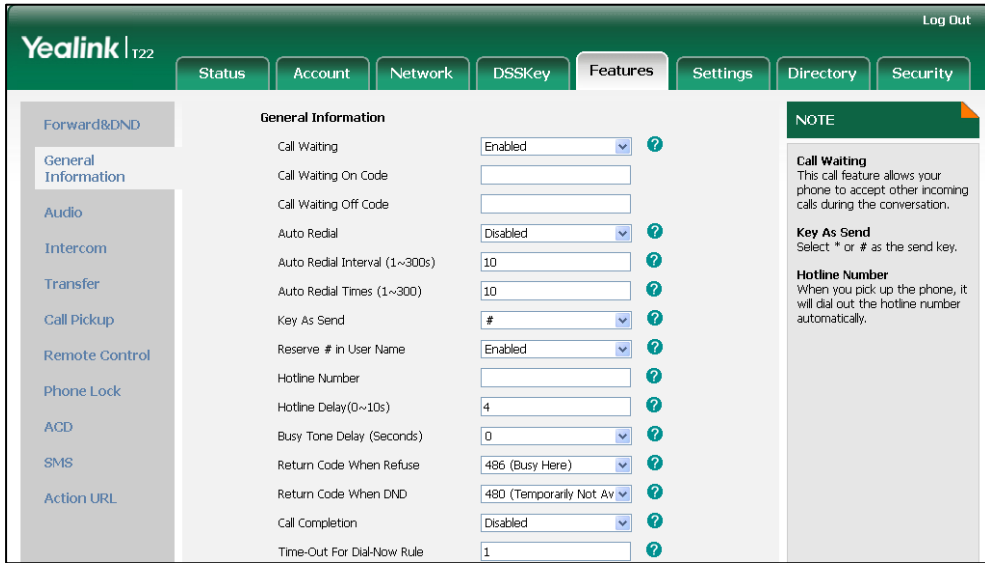 Log Out
Yealink T22
Status Account Network DSSKey Features Settings Directory Security
Forward&DND
General
Information
Audio
Intercom
Transfer
Call Pickup
Remote Control
Phone Lock
ACD
SMS
Action URL
General Information
Call Waiting Enabled ?
Call Waiting On Code
Call Waiting Off Code
Auto Redial Disabled ?
Auto Redial Interval (1~300s) 10 ?
Auto Redial Times (1~300) 10 ?
Key As Send # ?
Reserve # in User Name Enabled ?
Hotline Number ?
Hotline Delay(0~10s) 4 ?
Busy Tone Delay (Seconds) 0 ?
Return Code When Refuse 486 (Busy Here) ?
Return Code When DND 480 (Temporarily Not Av ?
Call Completion Disabled ?
Time-Out For Dial-Now Rule 1 ?
NOTE
Call Waiting
This call feature allows your
phone to accept other incoming
calls during the conversation.
Key As Send
Select * or # as the send key.
Hotline Number
When you pick up the phone, it
will dial out the hotline number
automatically.